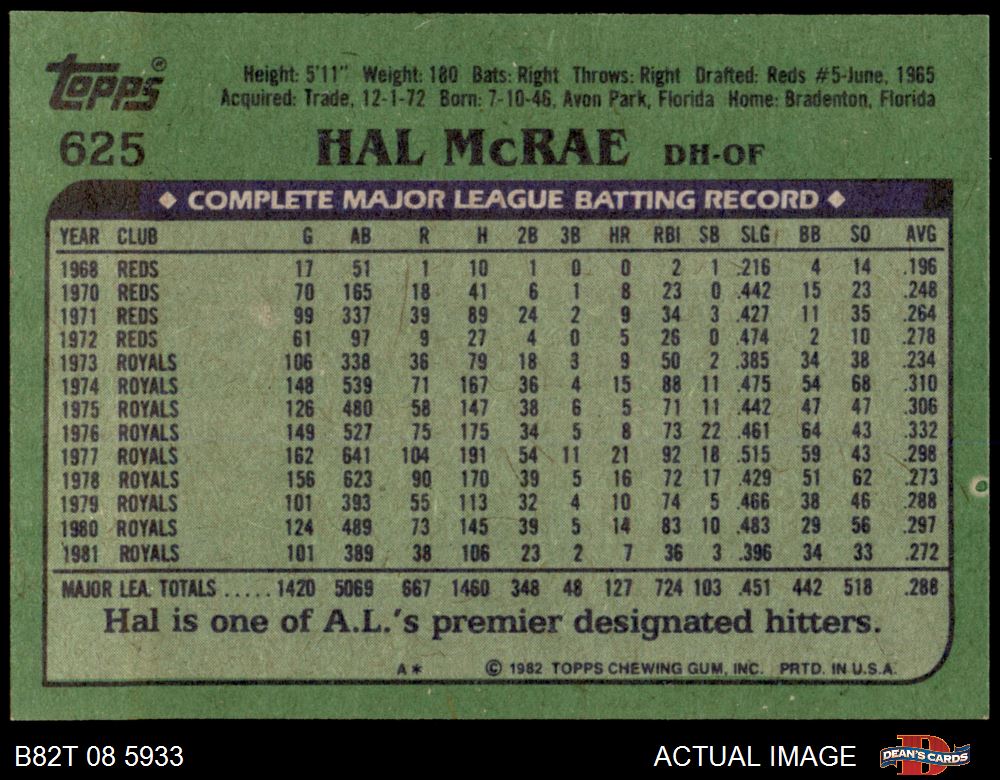 Topps®
Height: 5'11" Weight: 180 Bats: Right Throws: Right Drafted: Reds #5-June, 1965
Acquired: Trade, 12-1-72 Born: 7-10-46, Avon Park, Florida Home: Bradenton, Florida
625 HAL McRAE DH-OF
◆ COMPLETE MAJOR LEAGUE BATTING RECORD ◆
YEAR CLUB G AB R H 2B 3B HR RBI SB SLG BB SO AVG
1968 REDS 17 51 1 10 1 0 0 2 1 .216 4 14 .196
1970 REDS 70 165 18 41 6 1 8 23 0 .442 15 23 .248
1971 REDS 99 337 39 89 24 2 9 34 3 .427 11 35 .264
1972 REDS 61 97 9 27 4 0 5 26 0 .474 2 10 .278
1973 ROYALS 106 338 36 79 18 3 9 50 2 .385 34 38 .234
1974 ROYALS 148 539 71 167 36 4 15 88 11 .475 54 68 .310
1975 ROYALS 126 480 58 147 38 6 5 71 11 .442 47 47 .306
1976 ROYALS 149 527 75 175 34 5 8 73 22 .461 64 43 .332
1977 ROYALS 162 641 104 191 54 11 21 92 18 .515 59 43 .298
1978 ROYALS 156 623 90 170 39 5 16 72 17 .429 51 62 .273
1979 ROYALS 101 393 55 113 32 4 10 74 5 .466 38 46 .288
1980 ROYALS 124 489 73 145 39 5 14 83 10 .483 29 56 .297
1981 ROYALS 101 389 38 106 23 2 7 36 3 .396 34 33 .272
MAJOR LEA. TOTALS ..... 1420 5069 667 1460 348 48 127 724 103 .451 442 518 .288
Hal is one of A.L.'s premier designated hitters.
A* © 1982 TOPPS CHEWING GUM, INC. PRTD. IN U.S.A.
B82T 08 5933 ACTUAL IMAGE DEAN'S CARDS